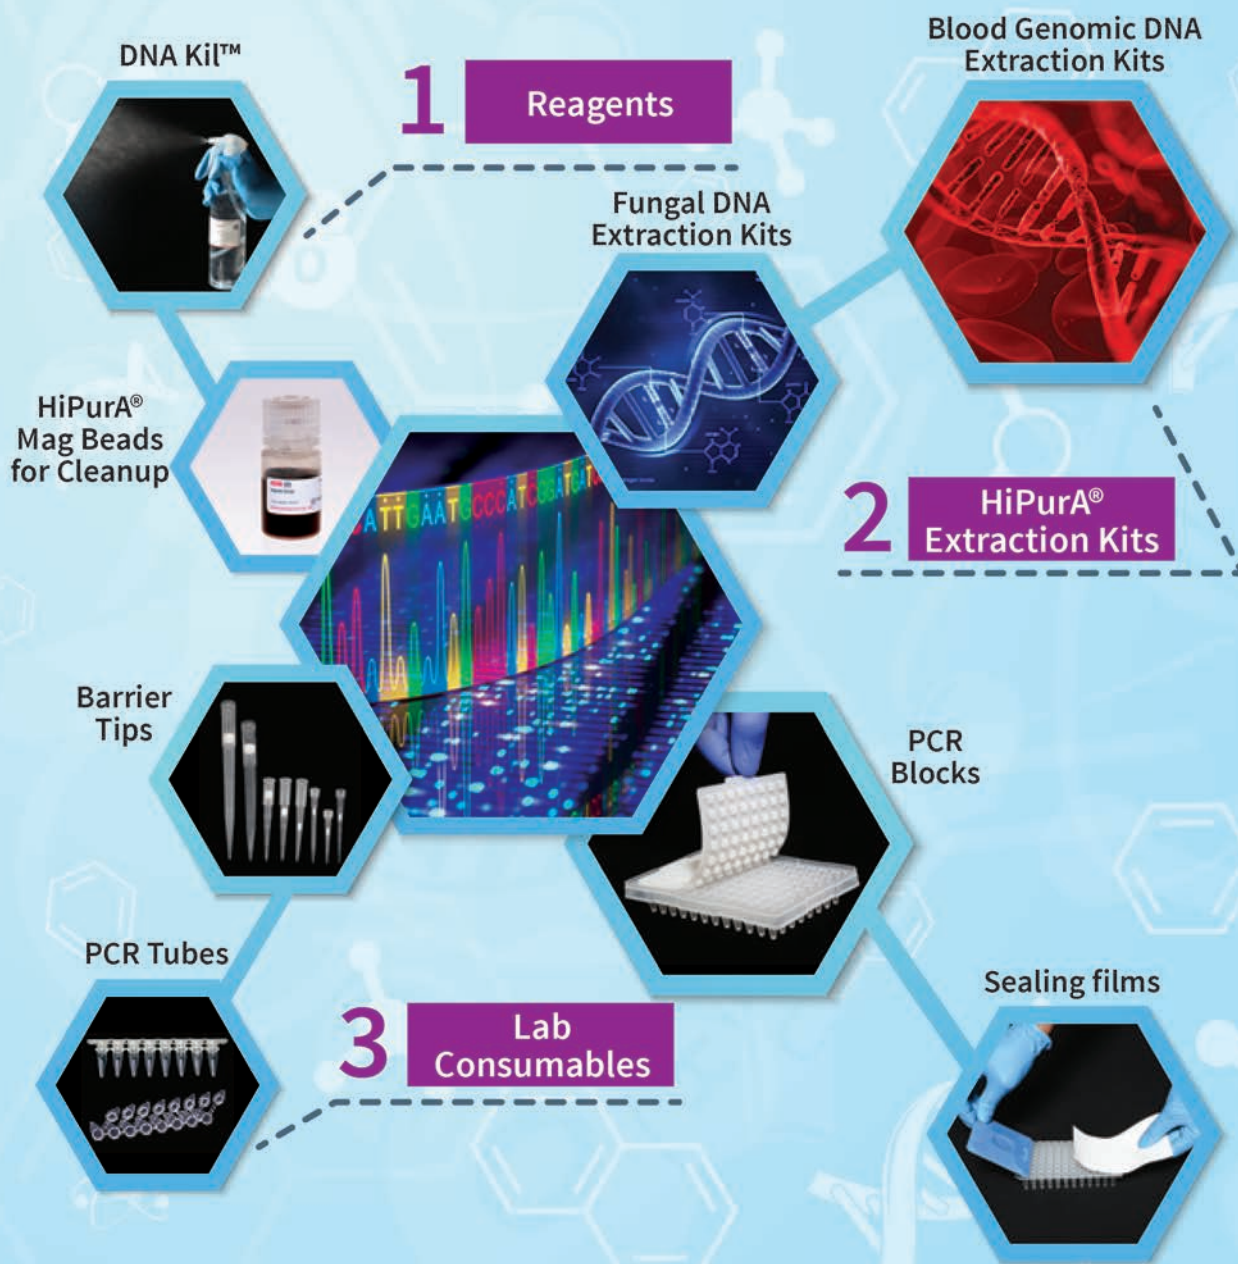 DNA Kil™
1
Reagents
Blood Genomic DNA
Extraction Kits
Fungal DNA
Extraction Kits
HiPurA®
Mag Beads
for Cleanup
CATTGAATGCCCATCGGATGATC
2
HiPurA®
Extraction Kits
Barrier
Tips
PCR
Blocks
PCR Tubes
3
Lab
Consumables
Sealing films